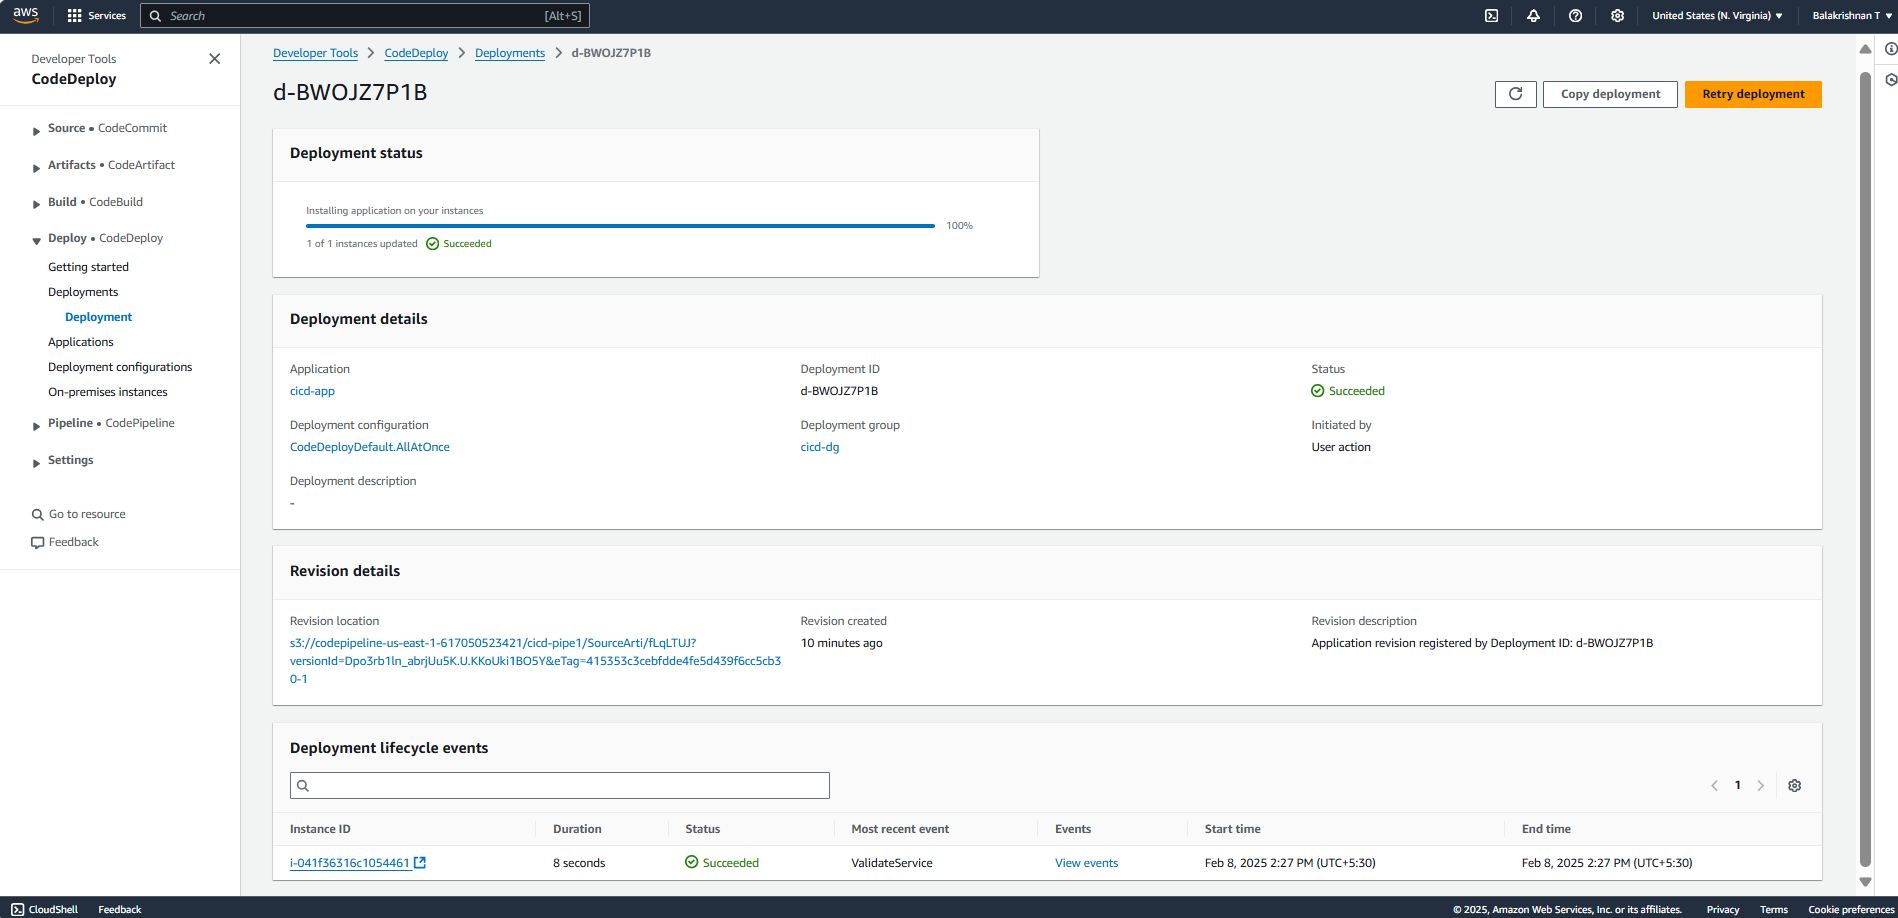 aws
Services
Search
[Alt+S]
United States (N. Virginia)
Balakrishnan T
Developer Tools
CodeDeploy
Source • CodeCommit
Artifacts • CodeArtifact
Build • CodeBuild
Deploy • CodeDeploy
Getting started
Deployments
Deployment
Applications
Deployment configurations
On-premises instances
Pipeline • CodePipeline
Settings
Go to resource
Feedback
Developer Tools > CodeDeploy > Deployments > d-BWOJZ7P1B
d-BWOJZ7P1B
Copy deployment
Retry deployment
Deployment status
Installing application on your instances
100%
1 of 1 instances updated Succeeded
Deployment details
Application
cicd-app
Deployment ID
d-BWOJZ7P1B
Status
Succeeded
Deployment configuration
CodeDeployDefault.AllAtOnce
Deployment group
cicd-dg
Initiated by
User action
Deployment description
-
Revision details
Revision location
s3://codepipeline-us-east-1-617050523421/cicd-pipe1/SourceArti/fLqLTUJ?
versionId=Dpo3rb1ln_abrjUu5K.U.KKoUki1BO5Y&eTag=415353c3cebfdde4fe5d439f6cc5cb3
0-1
Revision created
10 minutes ago
Revision description
Application revision registered by Deployment ID: d-BWOJZ7P1B
Deployment lifecycle events
1
Instance ID Duration Status Most recent event Events Start time End time
i-041f36316c1054461 8 seconds Succeeded ValidateService View events Feb 8, 2025 2:27 PM (UTC+5:30) Feb 8, 2025 2:27 PM (UTC+5:30)
CloudShell Feedback © 2025, Amazon Web Services, Inc. or its affiliates. Privacy Terms Cookie preferences